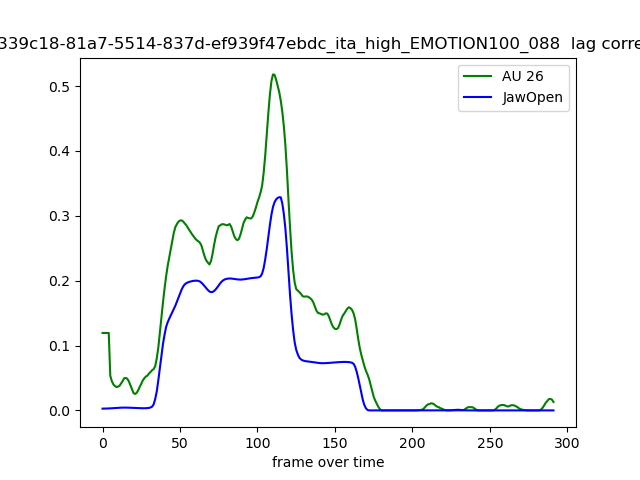 339c18-81a7-5514-837d-ef939f47ebdc_ita_high_EMOTION100_088 lag corre
AU 26
JawOpen
0.5
0.4
0.3
0.2
0.1
0.0
0 50 100 150 200 250 300
frame over time